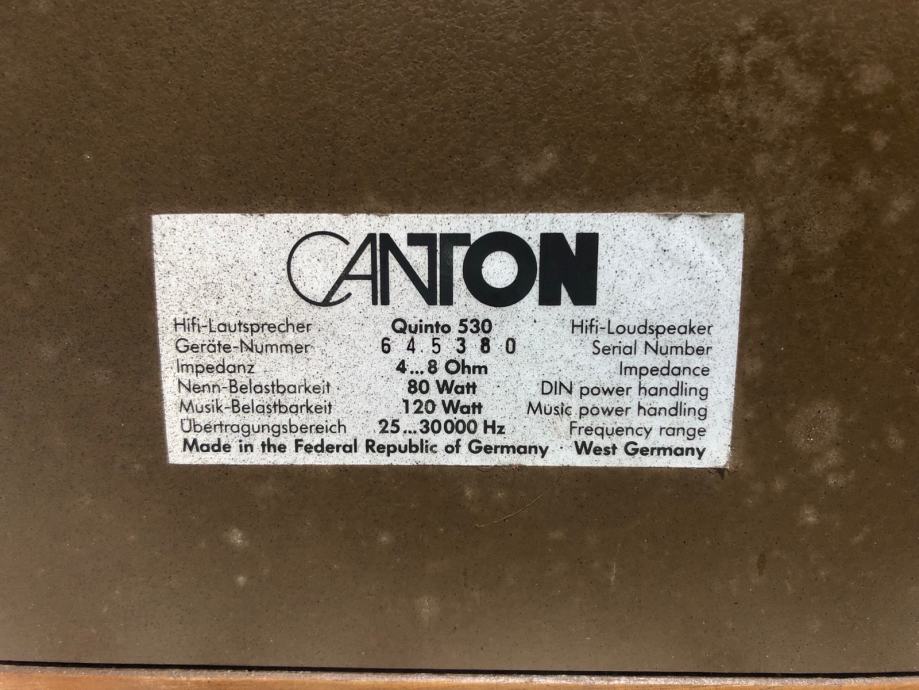 CANTON
Hifi-Lautsprecher Quinto 530 Hifi-Loudspeaker
Geräte-Nummer 645380 Serial Number
Impedanz 4...8 Ohm Impedance
Nenn-Belastbarkeit 80 Watt DIN power handling
Musik-Belastbarkeit 120 Watt Music power handling
Übertragungsbereich 25...30000 Hz Frequency range
Made in the Federal Republic of Germany · West Germany